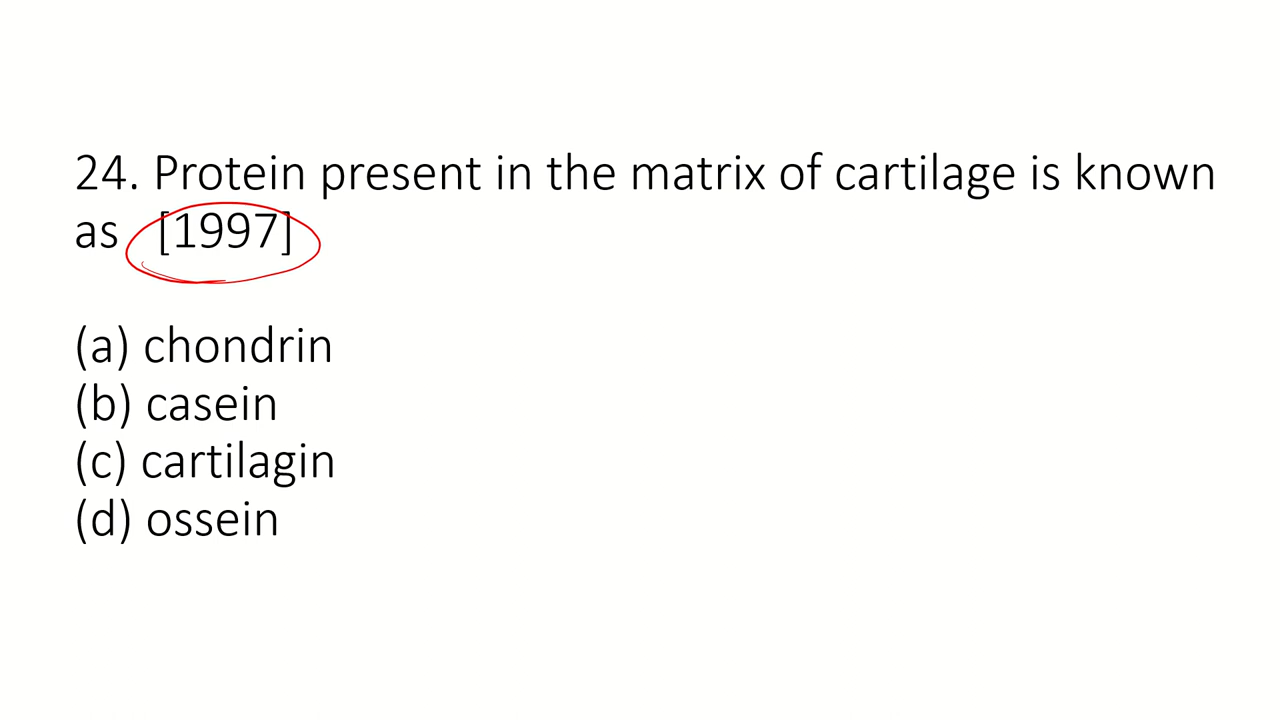 24. Protein present in the matrix of cartilage is known
as [1997]
(a) chondrin
(b) casein
(c) cartilagin
(d) ossein